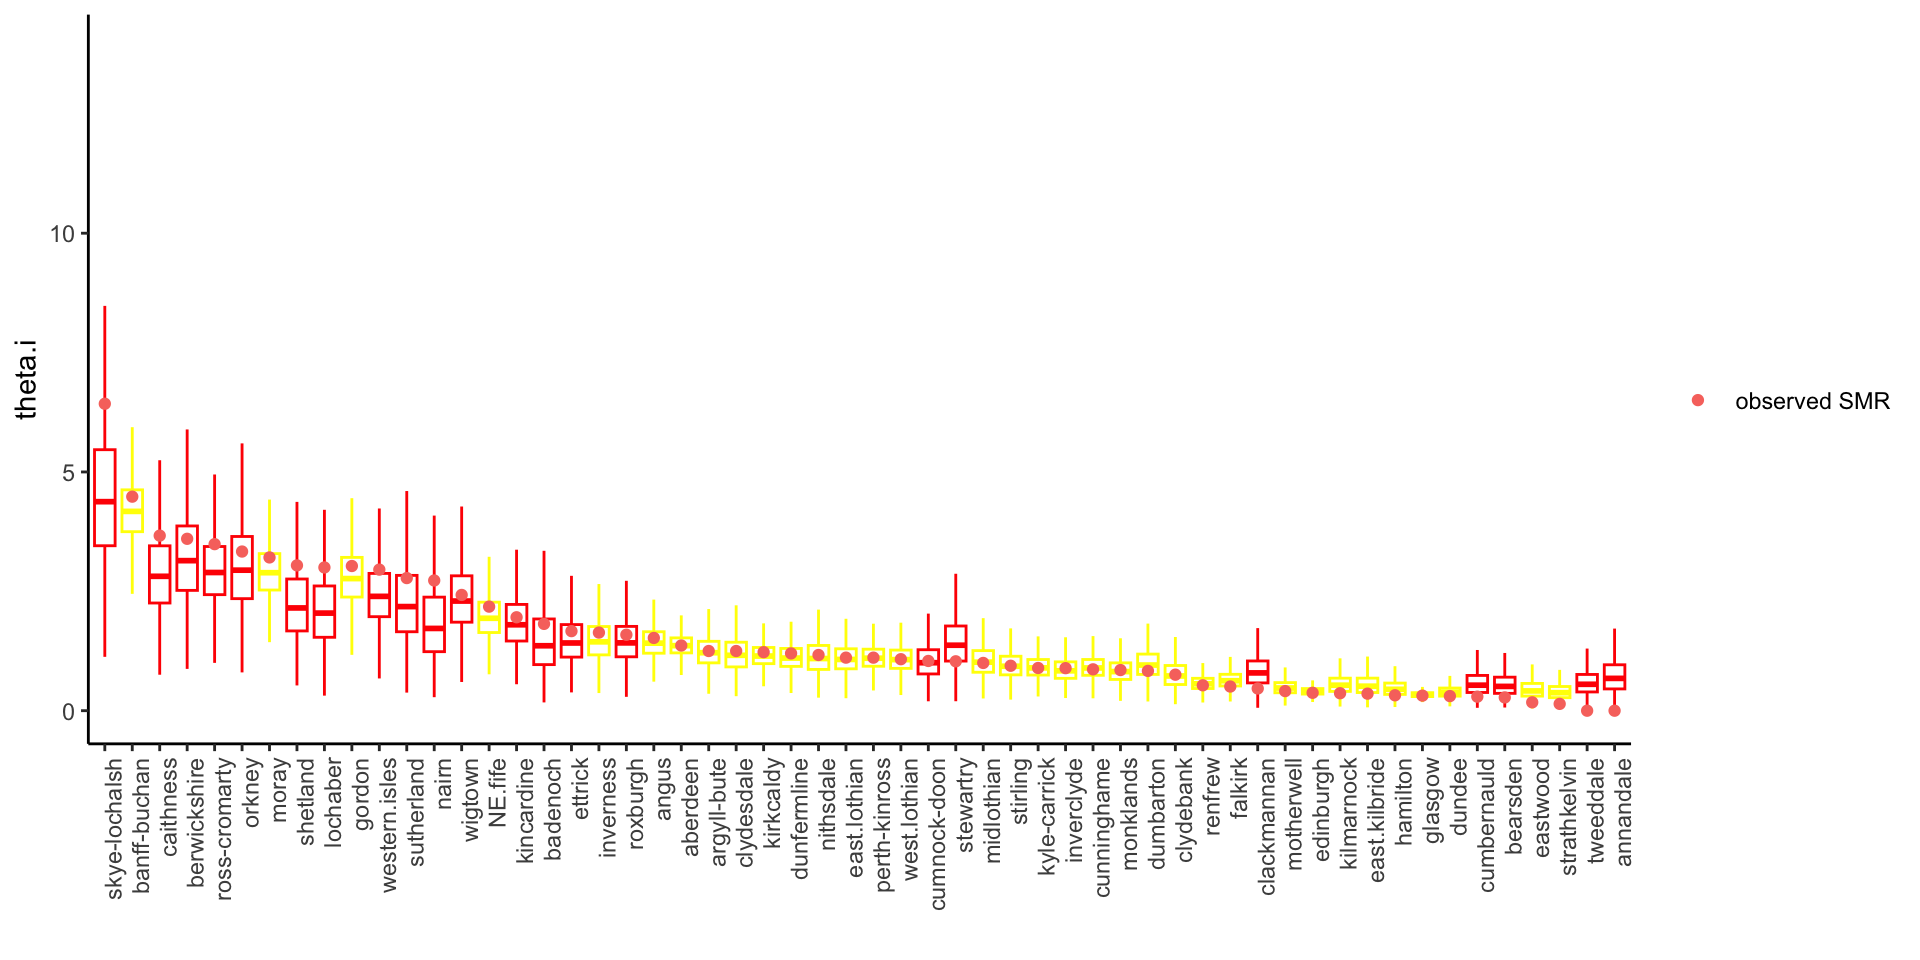 theta.i
10
5
0
skye-lochalsh
banff-buchan
caithness
berwickshire
ross-cromarty
orkney
moray
shetland
lochaber
gordon
western.isles
sutherland
nairn
wigtown
NE.fife
kincardine
badenoch
ettrick
inverness
roxburgh
angus
aberdeen
argyll-bute
clydesdale
kirkcaldy
dunfermline
nithsdale
east.lothian
perth-kinross
west.lothian
cumnock-doon
stewartry
midlothian
stirling
kyle-carrick
inverclyde
cunninghame
monklands
dumbarton
clydebank
renfrew
falkirk
clackmannan
motherwell
edinburgh
kilmarnock
east.kilbride
hamilton
glasgow
dundee
cumbernauld
bearsden
eastwood
strathkelvin
tweeddale
annandale
observed SMR